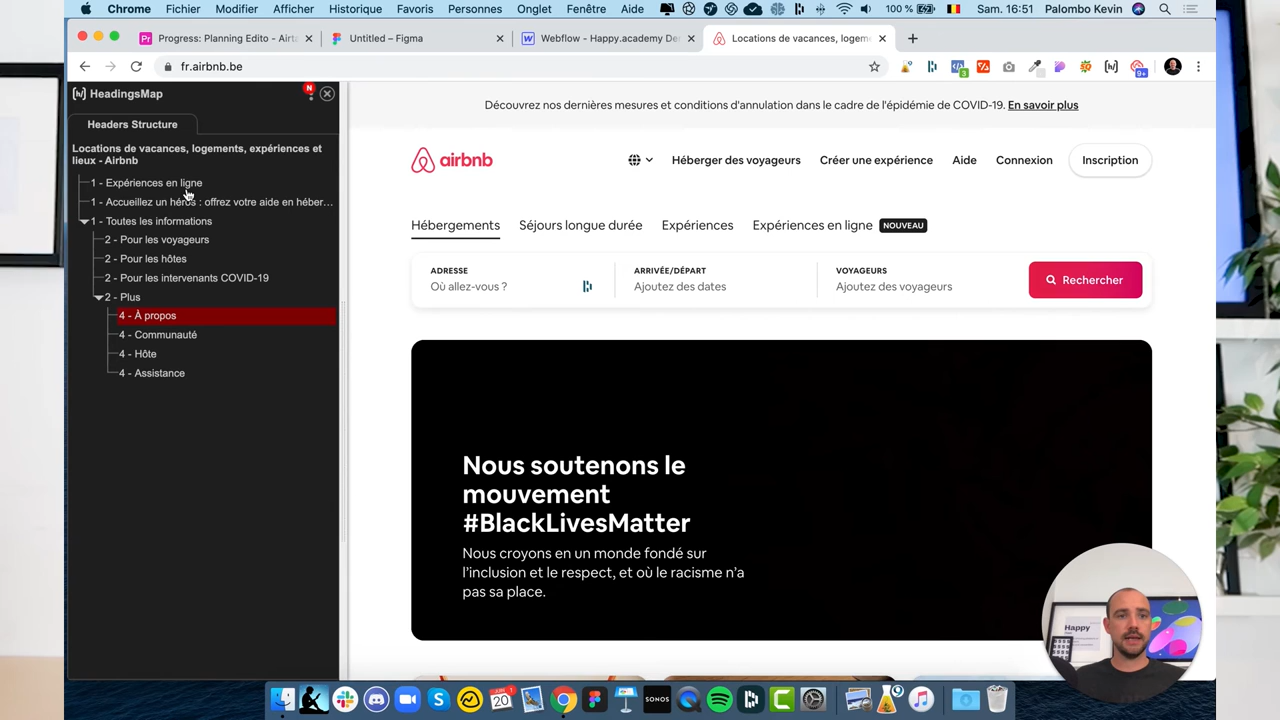 Chrome Fichier Modifier Afficher Historique Favoris Personnes Onglet Fenêtre Aide 100 % Sam. 16:51 Palombo Kevin
Progress: Planning Edito - Airta
Untitled – Figma
Webflow - Happy.academy De
Locations de vacances, logem
fr.airbnb.be
3
9+
HeadingsMap
N
Headers Structure
Locations de vacances, logements, expériences et
lieux - Airbnb
1 - Expériences en ligne
1 - Accueillez un héros : offrez votre aide en héber...
1 - Toutes les informations
2 - Pour les voyageurs
2 - Pour les hôtes
2 - Pour les intervenants COVID-19
2 - Plus
4 - À propos
4 - Communauté
4 - Hôte
4 - Assistance
Découvrez nos dernières mesures et conditions d'annulation dans le cadre de l'épidémie de COVID-19. En savoir plus
airbnb
Héberger des voyageurs Créer une expérience Aide Connexion Inscription
Hébergements Séjours longue durée Expériences Expériences en ligne NOUVEAU
ADRESSE
Où allez-vous ?
ARRIVÉE/DÉPART
Ajoutez des dates
VOYAGEURS
Ajoutez des voyageurs
Rechercher
Nous soutenons le
mouvement
#BlackLivesMatter
Nous croyons en un monde fondé sur
l'inclusion et le respect, et où le racisme n'a
pas sa place.
Happy
20
SONOS